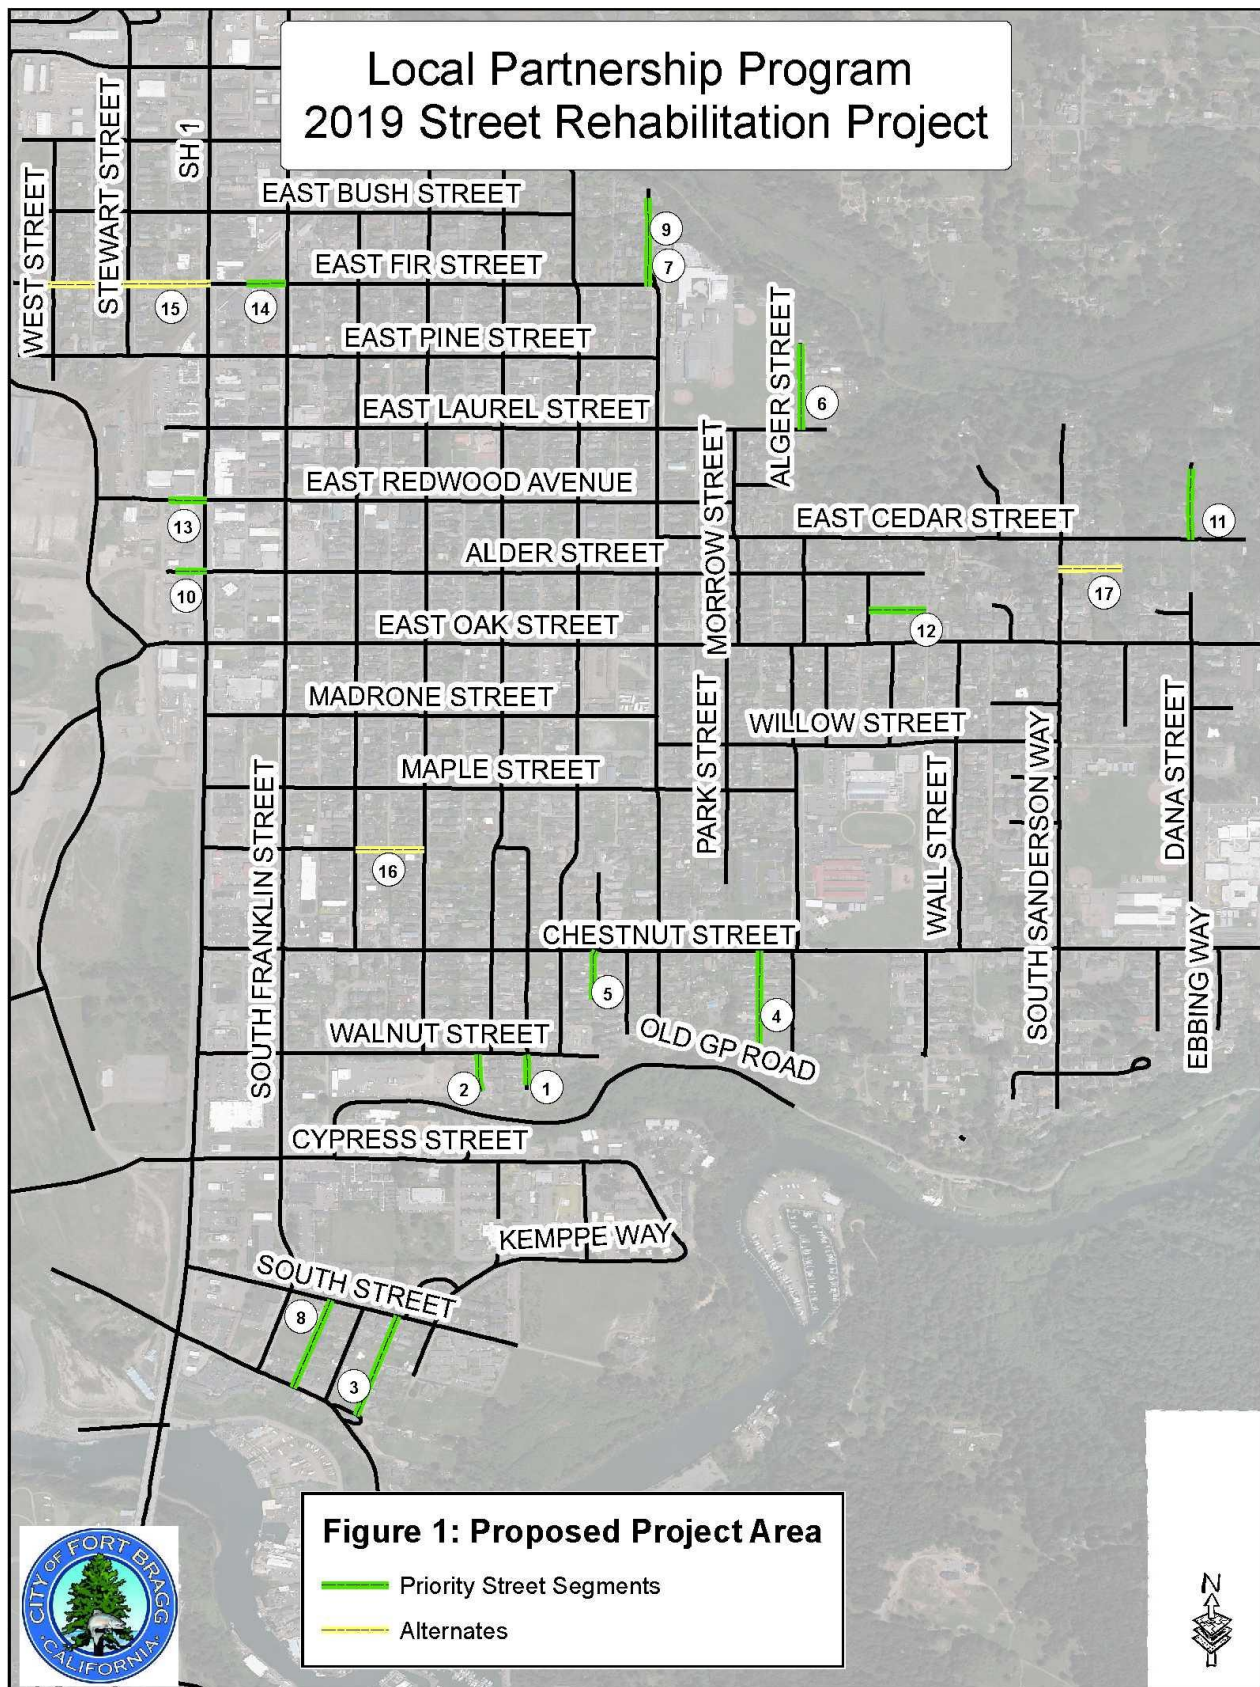 Local Partnership Program
2019 Street Rehabilitation Project
WEST STREET
STEWART STREET
SH 1
EAST BUSH STREET
9
EAST FIR STREET
7
15
14
EAST PINE STREET
ALGER STREET
EAST LAUREL STREET
6
EAST REDWOOD AVENUE
MORROW STREET
13
EAST CEDAR STREET
11
ALDER STREET
10
17
EAST OAK STREET
12
MADRONE STREET
WILLOW STREET
PARK STREET
MAPLE STREET
SOUTH FRANKLIN STREET
WALL STREET
SOUTH SANDERSON WAY
DANA STREET
16
CHESTNUT STREET
5
4
EBBING WAY
WALNUT STREET
OLD GP ROAD
2
1
CYPRESS STREET
KEMPPE WAY
SOUTH STREET
8
3
Figure 1: Proposed Project Area
Priority Street Segments
Alternates
CITY OF FORT BRAGG
CALIFORNIA
N